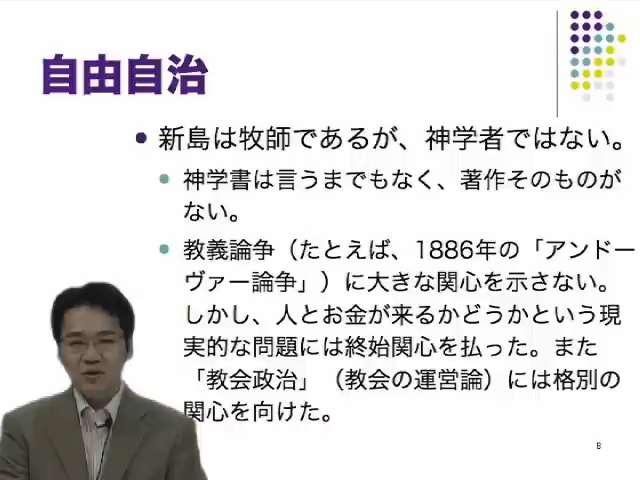 自由自治
新島は牧師であるが、神学者ではない。
神学書は言うまでもなく、著作そのものが
ない。
教義論争（たとえば、1886年の「アンドー
ヴァー論争」）に大きな関心を示さない。
しかし、人とお金が来るかどうかという現
実的な問題には終始関心を払った。また
「教会政治」（教会の運営論）には格別の
関心を向けた。
8